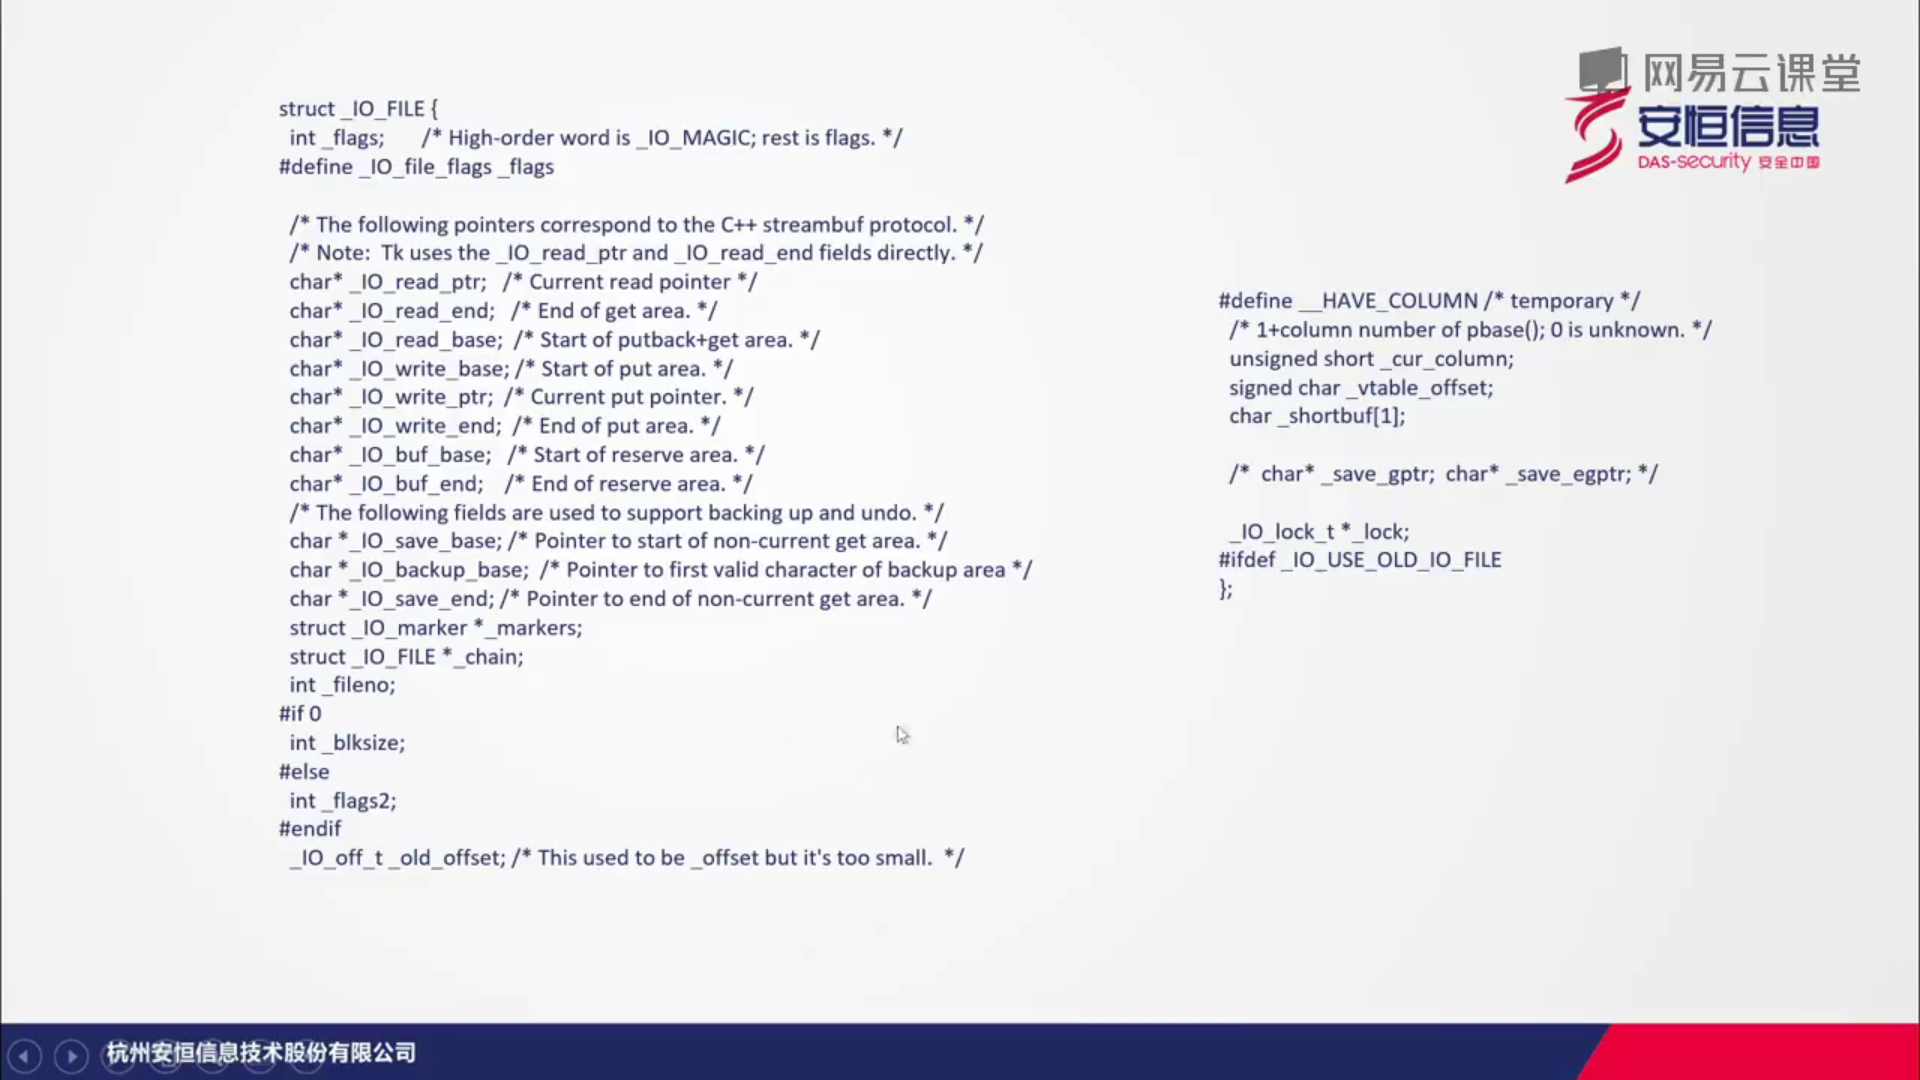 网易云课堂
安恒信息
DAS-security 安全中国
struct _IO_FILE {
int _flags; /* High-order word is _IO_MAGIC; rest is flags. */
#define _IO_file_flags _flags
/* The following pointers correspond to the C++ streambuf protocol. */
/* Note: Tk uses the _IO_read_ptr and _IO_read_end fields directly. */
char* _IO_read_ptr; /* Current read pointer */
char* _IO_read_end; /* End of get area. */
char* _IO_read_base; /* Start of putback+get area. */
char* _IO_write_base; /* Start of put area. */
char* _IO_write_ptr; /* Current put pointer. */
char* _IO_write_end; /* End of put area. */
char* _IO_buf_base; /* Start of reserve area. */
char* _IO_buf_end; /* End of reserve area. */
/* The following fields are used to support backing up and undo. */
char *_IO_save_base; /* Pointer to start of non-current get area. */
char *_IO_backup_base; /* Pointer to first valid character of backup area */
char *_IO_save_end; /* Pointer to end of non-current get area. */
struct _IO_marker *_markers;
struct _IO_FILE *_chain;
int _fileno;
#if 0
int _blksize;
#else
int _flags2;
#endif
_IO_off_t _old_offset; /* This used to be _offset but it's too small. */
#define __HAVE_COLUMN /* temporary */
/* 1+column number of pbase(); 0 is unknown. */
unsigned short _cur_column;
signed char _vtable_offset;
char _shortbuf[1];
/* char* _save_gptr; char* _save_egptr; */
_IO_lock_t *_lock;
#ifdef _IO_USE_OLD_IO_FILE
};
杭州安恒信息技术股份有限公司